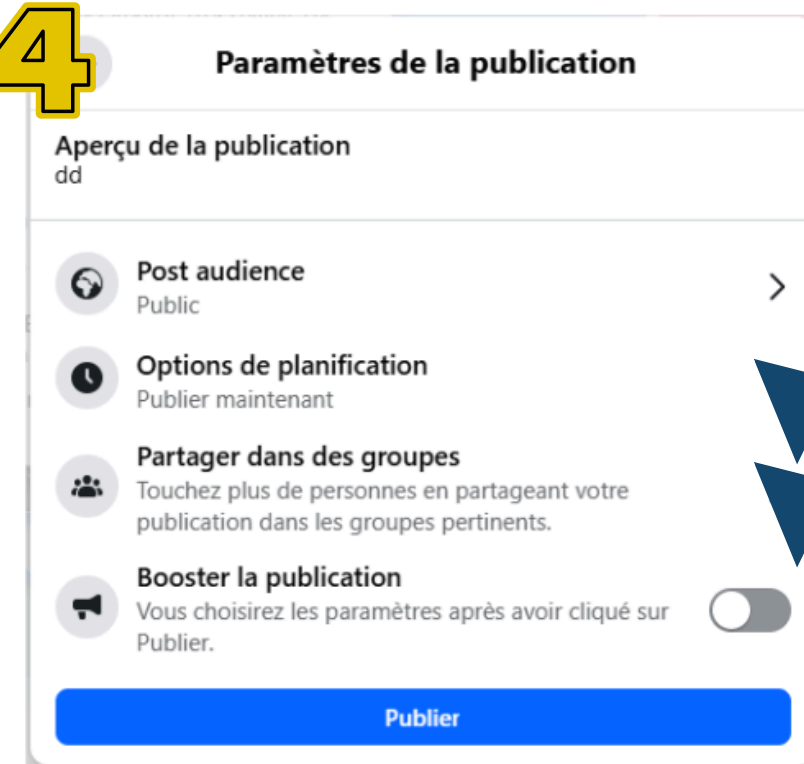 4
Paramètres de la publication
Aperçu de la publication
dd
Post audience
Public
Options de planification
Publier maintenant
Partager dans des groupes
Touchez plus de personnes en partageant votre
publication dans les groupes pertinents.
Booster la publication
Vous choisirez les paramètres après avoir cliqué sur
Publier.
Publier